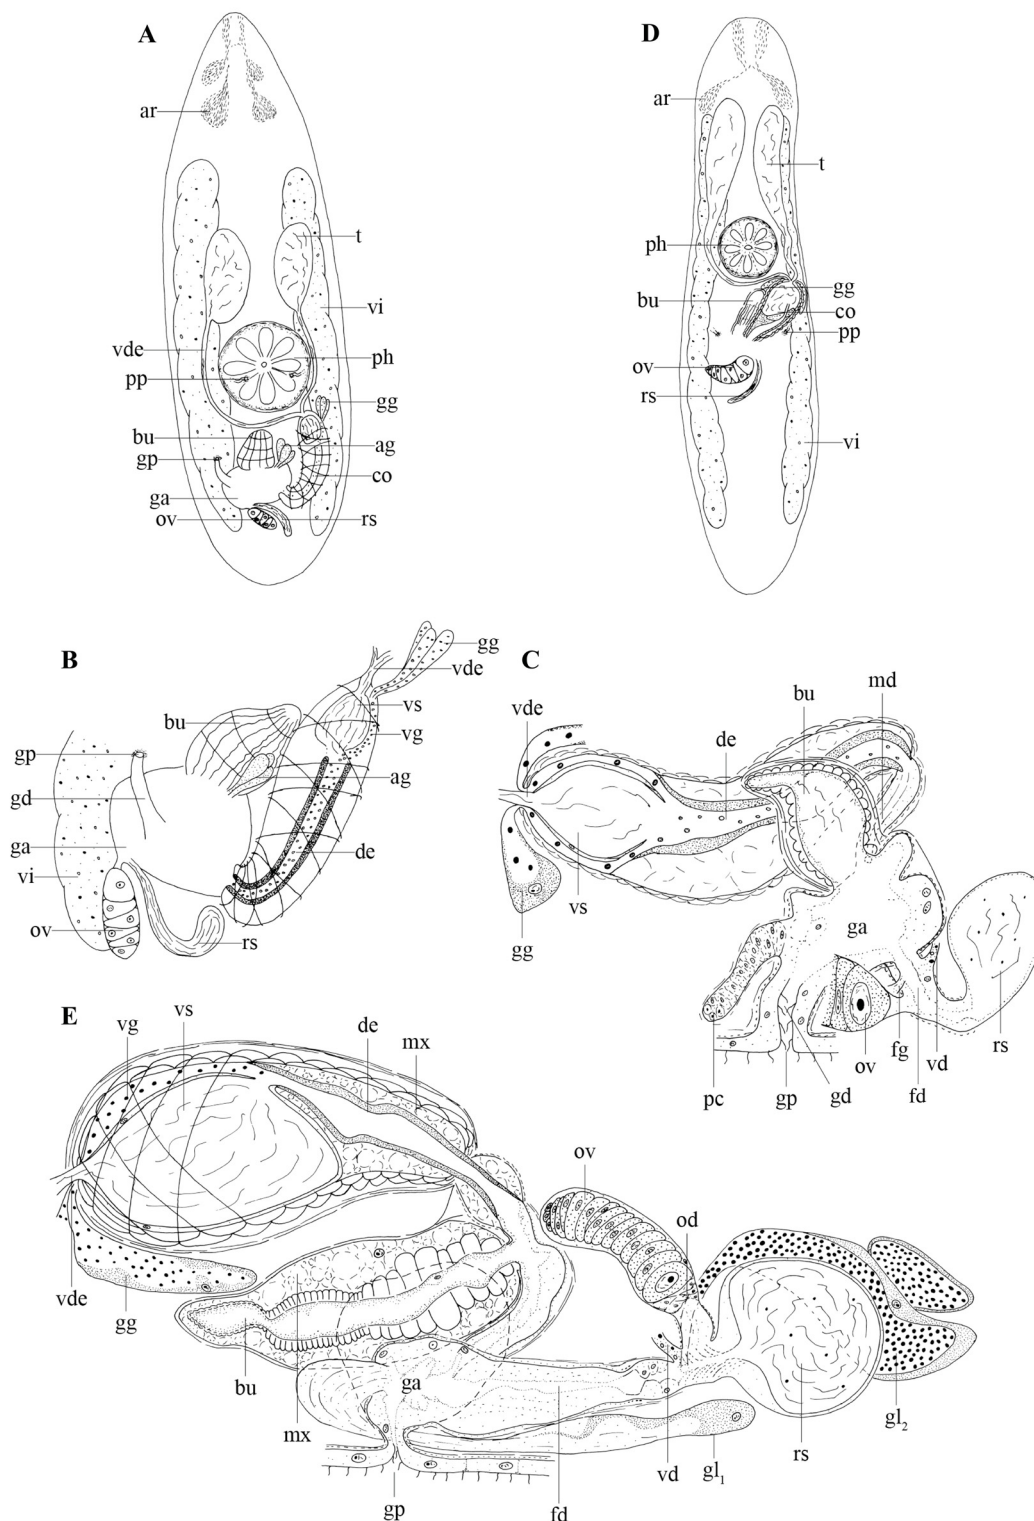 A
ar
t
vi
vde
ph
pp
gg
bu
ag
gp
co
ga
ov
rs
D
ar
t
ph
gg
bu
co
pp
ov
rs
vi
B
gg
vde
bu
vs
gp
vg
ag
gd
ga
de
vi
ov
rs
C
md
bu
vde
de
vs
ga
gg
rs
fg
vd
ov
pc
gp
gd
fd
E
vg
vs
de
mx
ov
od
vde
gg
bu
ga
mx
gl2
rs
vd
gl1
gp
fd